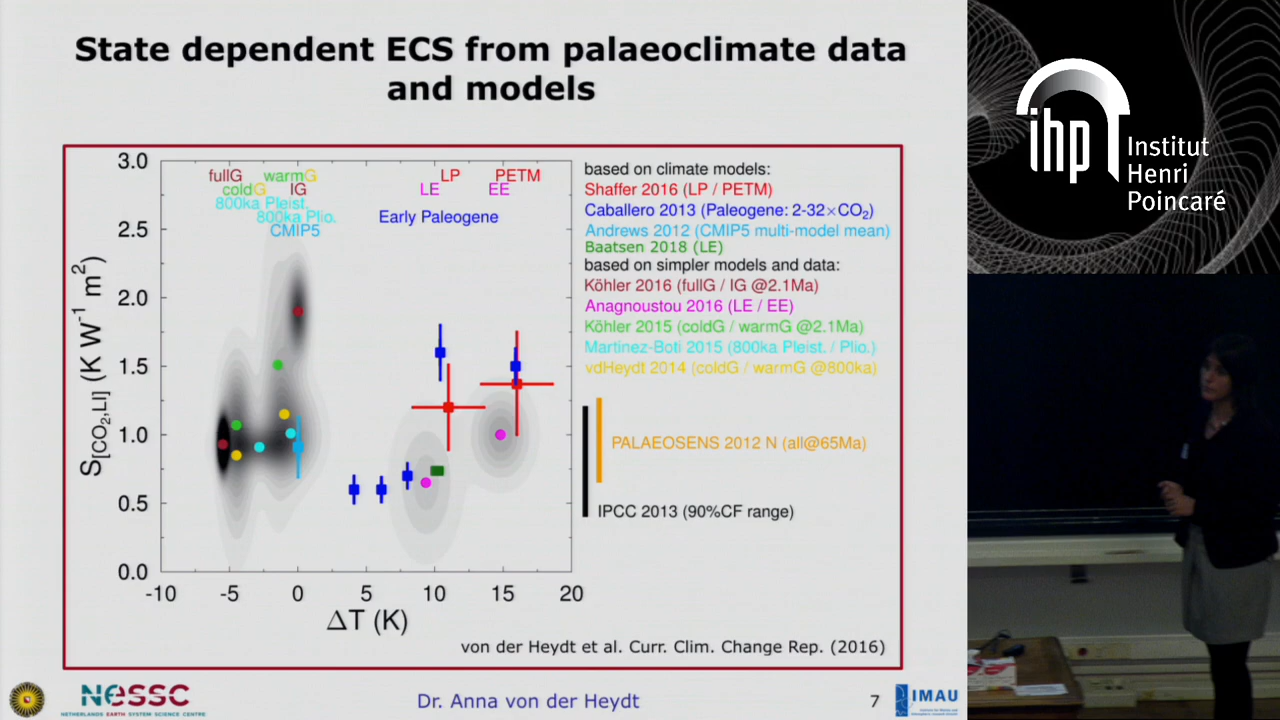 State dependent ECS from palaeoclimate data
and models
3.0
2.5
2.0
1.5
1.0
0.5
0.0
S[CO2,LI] (K W-1 m2)
-10 -5 0 5 10 15 20
ΔT (K)
fullG warmG LP PETM
coldG IG LE EE
800ka Pleist.
800ka Plio. Early Paleogene
CMIP5
based on climate models:
Shaffer 2016 (LP / PETM)
Caballero 2013 (Paleogene: 2-32×CO2)
Andrews 2012 (CMIP5 multi-model mean)
Baatsen 2018 (LE)
based on simpler models and data:
Köhler 2016 (fullG / IG @2.1Ma)
Anagnoustou 2016 (LE / EE)
Köhler 2015 (coldG / warmG @2.1Ma)
Martinez-Boti 2015 (800ka Pleist. / Plio.)
vdHeydt 2014 (coldG / warmG @800ka)
PALAEOSENS 2012 N (all@65Ma)
IPCC 2013 (90%CF range)
von der Heydt et al. Curr. Clim. Change Rep. (2016)
NESSC
NETHERLANDS EARTH SYSTEM SCIENCE CENTRE
Dr. Anna von der Heydt
7
IMAU
ihp
Institut
Henri
Poincaré